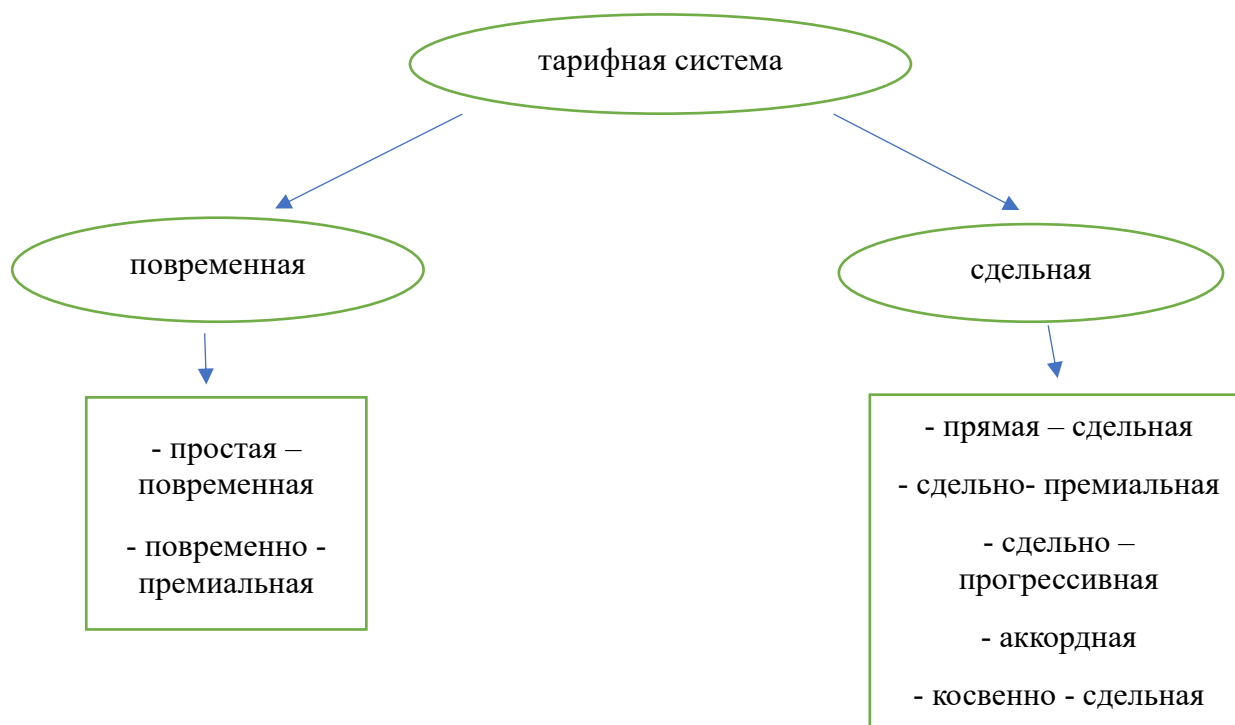 тарифная система
повременная
сдельная
- простая –
повременная
- повременно -
премиальная
- прямая – сдельная
- сдельно- премиальная
- сдельно –
прогрессивная
- аккордная
- косвенно - сдельная